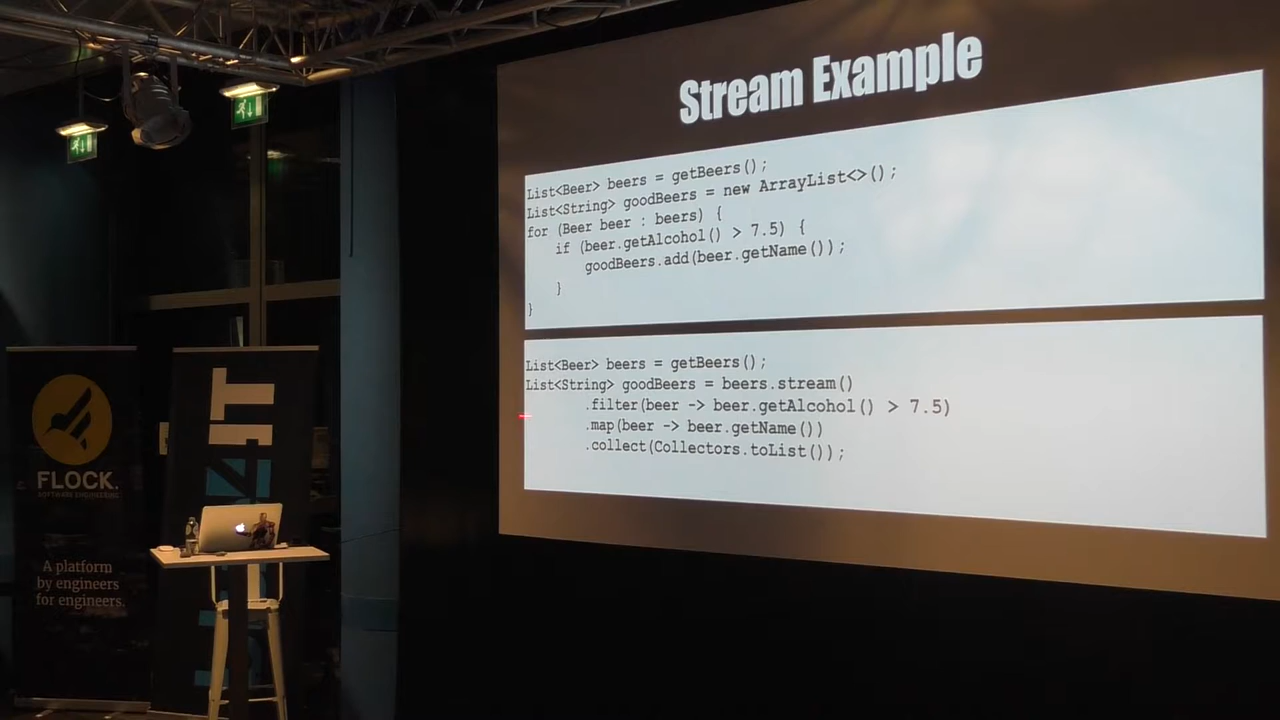 Stream Example
List<Beer> beers = getBeers();
List<String> goodBeers = new ArrayList<>();
for (Beer beer : beers) {
    if (beer.getAlcohol() > 7.5) {
        goodBeers.add(beer.getName());
    }
}
List<Beer> beers = getBeers();
List<String> goodBeers = beers.stream()
        .filter(beer -> beer.getAlcohol() > 7.5)
        .map(beer -> beer.getName())
        .collect(Collectors.toList());
FLOCK.
SOFTWARE ENGINEERING
A platform
by engineers
for engineers.
IT